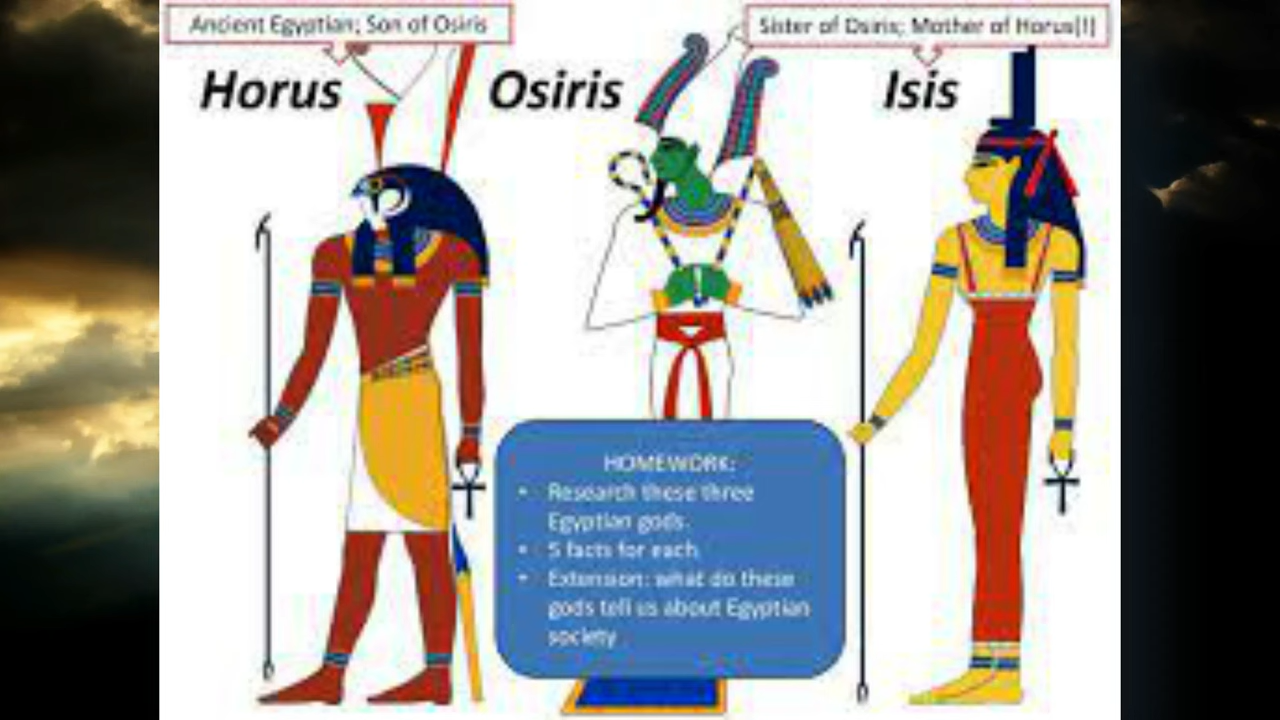 Ancient Egyptian; Son of Osiris
Sister of Osiris; Mother of Horus(!)
Horus
Osiris
Isis
HOMEWORK:
• Research these three
Egyptian gods.
• 5 facts for each.
• Extension: what do these
gods tell us about Egyptian
society